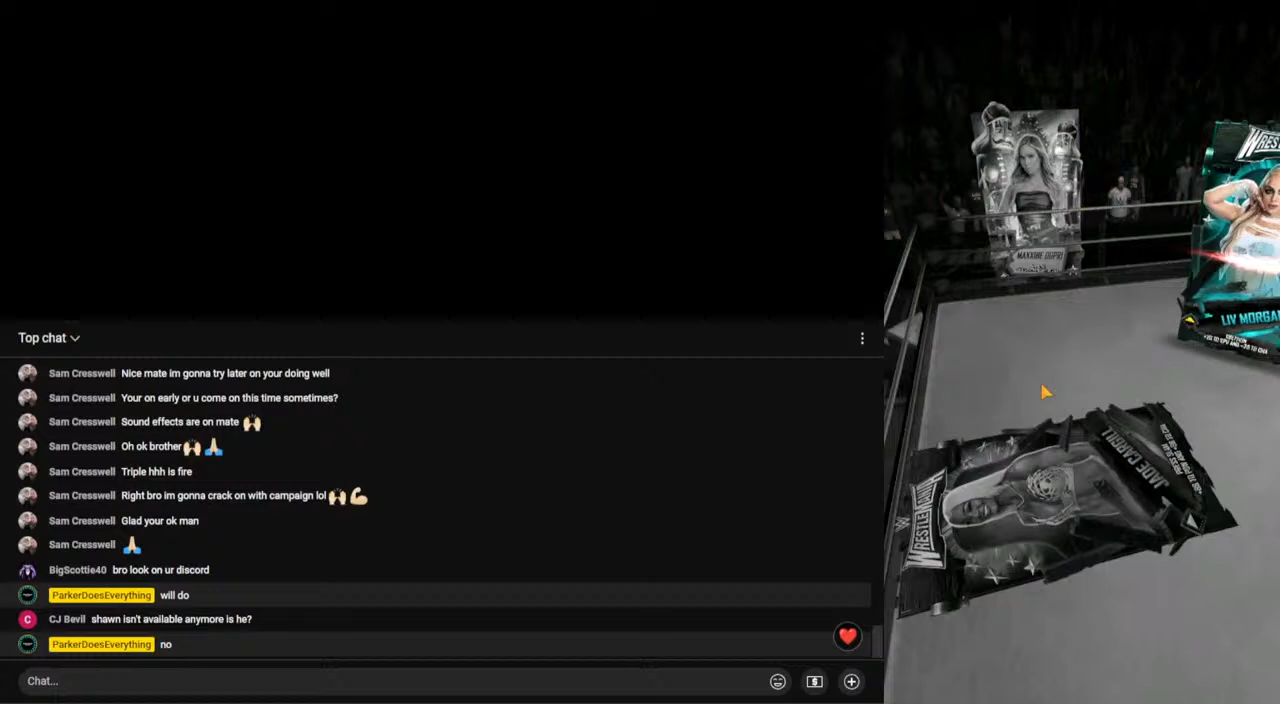 Top chat
Sam Cresswell Nice mate im gonna try later on your doing well
Sam Cresswell Your on early or u come on this time sometimes?
Sam Cresswell Sound effects are on mate 🙌🏻
Sam Cresswell Oh ok brother 🙌🏻 🙏🏻
Sam Cresswell Triple hhh is fire
Sam Cresswell Right bro im gonna crack on with campaign lol 🙌🏻 💪🏻
Sam Cresswell Glad your ok man
Sam Cresswell 🙏🏻
BigScottie40 bro look on ur discord
ParkerDoesEverything will do
C CJ Bevil shawn isn't available anymore is he?
ParkerDoesEverything no
Chat...
MAXXINE DUPRI
WRES
LIV MORGAN
WRESTLEMANIA
JADE CARGILL